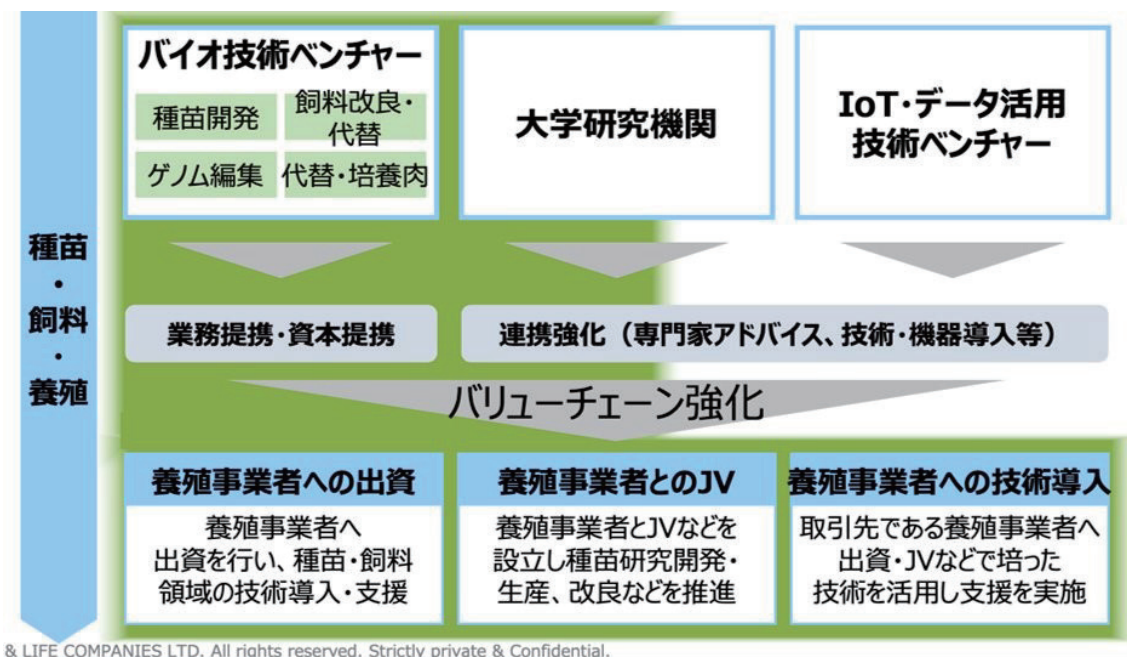 バイオ技術ベンチャー
種苗開発
飼料改良・
代替
ゲノム編集
代替・培養肉
大学研究機関
IoT・データ活用
技術ベンチャー
種苗
・
飼料
・
養殖
業務提携・資本提携
連携強化（専門家アドバイス、技術・機器導入等）
バリューチェーン強化
養殖事業者への出資
養殖事業者へ
出資を行い、種苗・飼料
領域の技術導入・支援
養殖事業者とのJV
養殖事業者とJVなどを
設立し種苗研究開発・
生産、改良などを推進
養殖事業者への技術導入
取引先である養殖事業者へ
出資・JVなどで培った
技術を活用し支援を実施
& LIFE COMPANIES LTD. All rights reserved. Strictly private & Confidential.